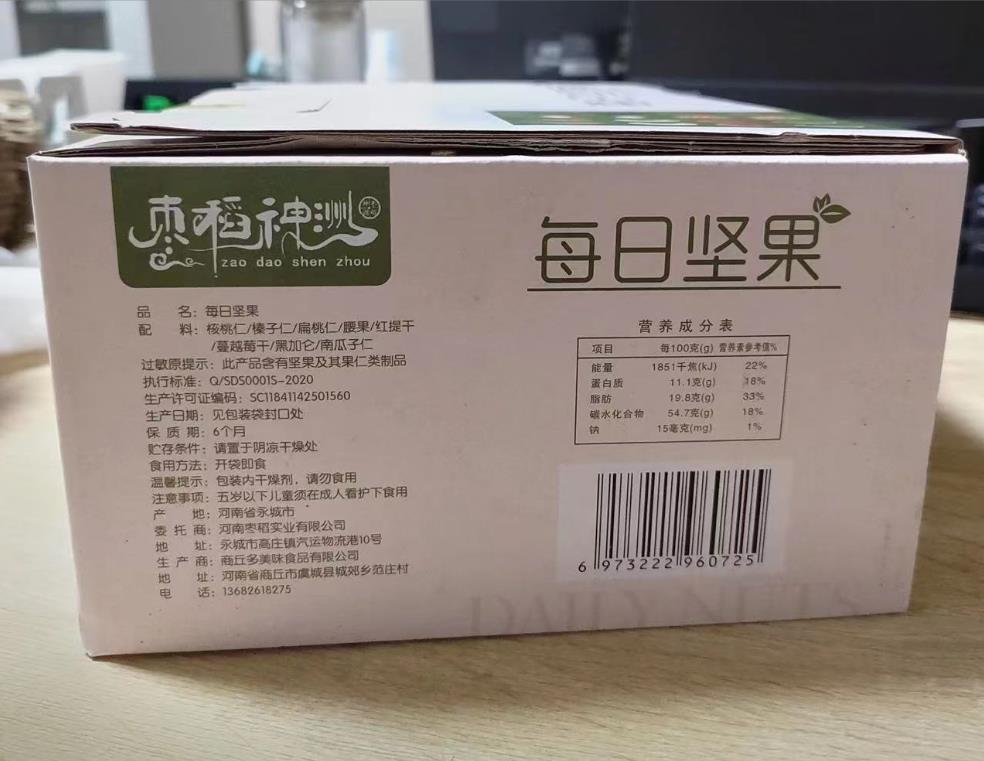 枣稻神洲
zao dao shen zhou
品 名：每日坚果
配 料：核桃仁/榛子仁/扁桃仁/腰果/红提干
/蔓越莓干/黑加仑/南瓜子仁
过敏原提示：此产品含有坚果及其果仁类制品
执行标准：Q/SDS0001S-2020
生产许可证编码：SC11841142501560
生产日期：见包装袋封口处
保 质 期：6个月
贮存条件：请置于阴凉干燥处
食用方法：开袋即食
温馨提示：包装内干燥剂，请勿食用
注意事项：五岁以下儿童须在成人看护下食用
产 地：河南省永城市
委 托 商：河南枣稻实业有限公司
地 址：永城市高庄镇汽运物流港10号
生 产 商：商丘多美味食品有限公司
地 址：河南省商丘市虞城县城郊乡范庄村
电 话：13682618275
每日坚果
营养成分表
项目 每100克(g) 营养素参考值%
能量 1851千焦(kJ) 22%
蛋白质 11.1克(g) 18%
脂肪 19.8克(g) 33%
碳水化合物 54.7克(g) 18%
钠 15毫克(mg) 1%
6 973222 960725
DAILY NUTS